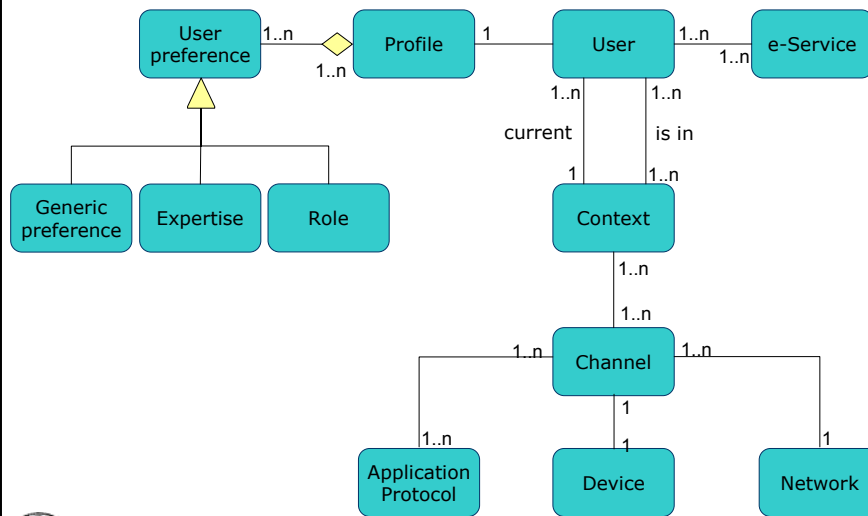 User
preference
1..n
1..n
Profile
1
User
1..n
1..n
e-Service
1..n
1..n
current
is in
1
1..n
Generic
preference
Expertise
Role
Context
1..n
1..n
1..n
Channel
1..n
1
1..n
1
1
Application
Protocol
Device
Network